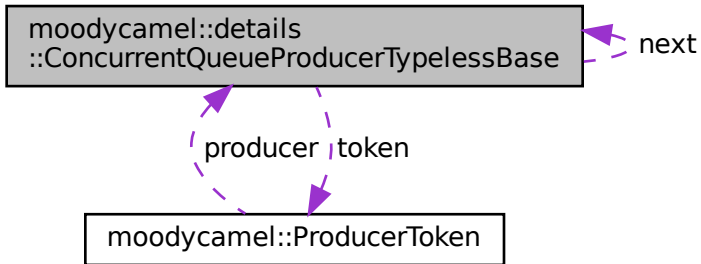 moodycamel::details
::ConcurrentQueueProducerTypelessBase
next
producer
token
moodycamel::ProducerToken